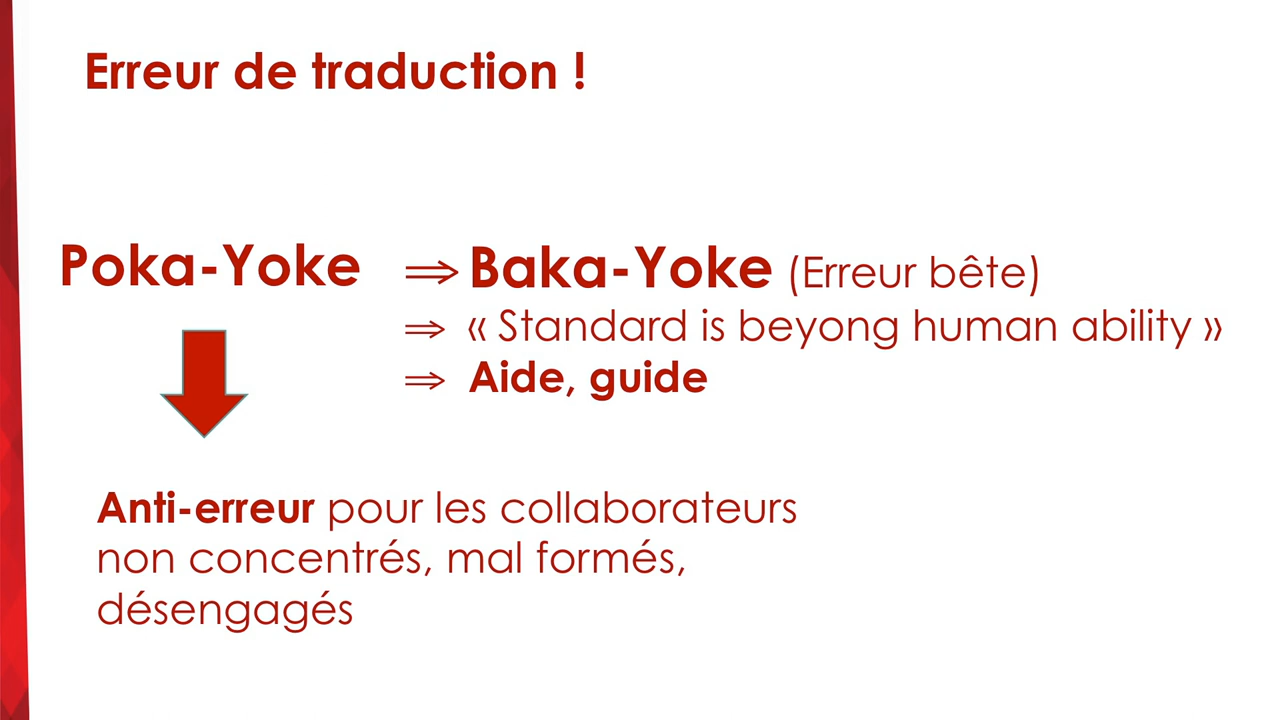 Erreur de traduction !
Poka-Yoke ⇒ Baka-Yoke (Erreur bête)
⇒ « Standard is beyong human ability »
⇒ Aide, guide
Anti-erreur pour les collaborateurs
non concentrés, mal formés,
désengagés